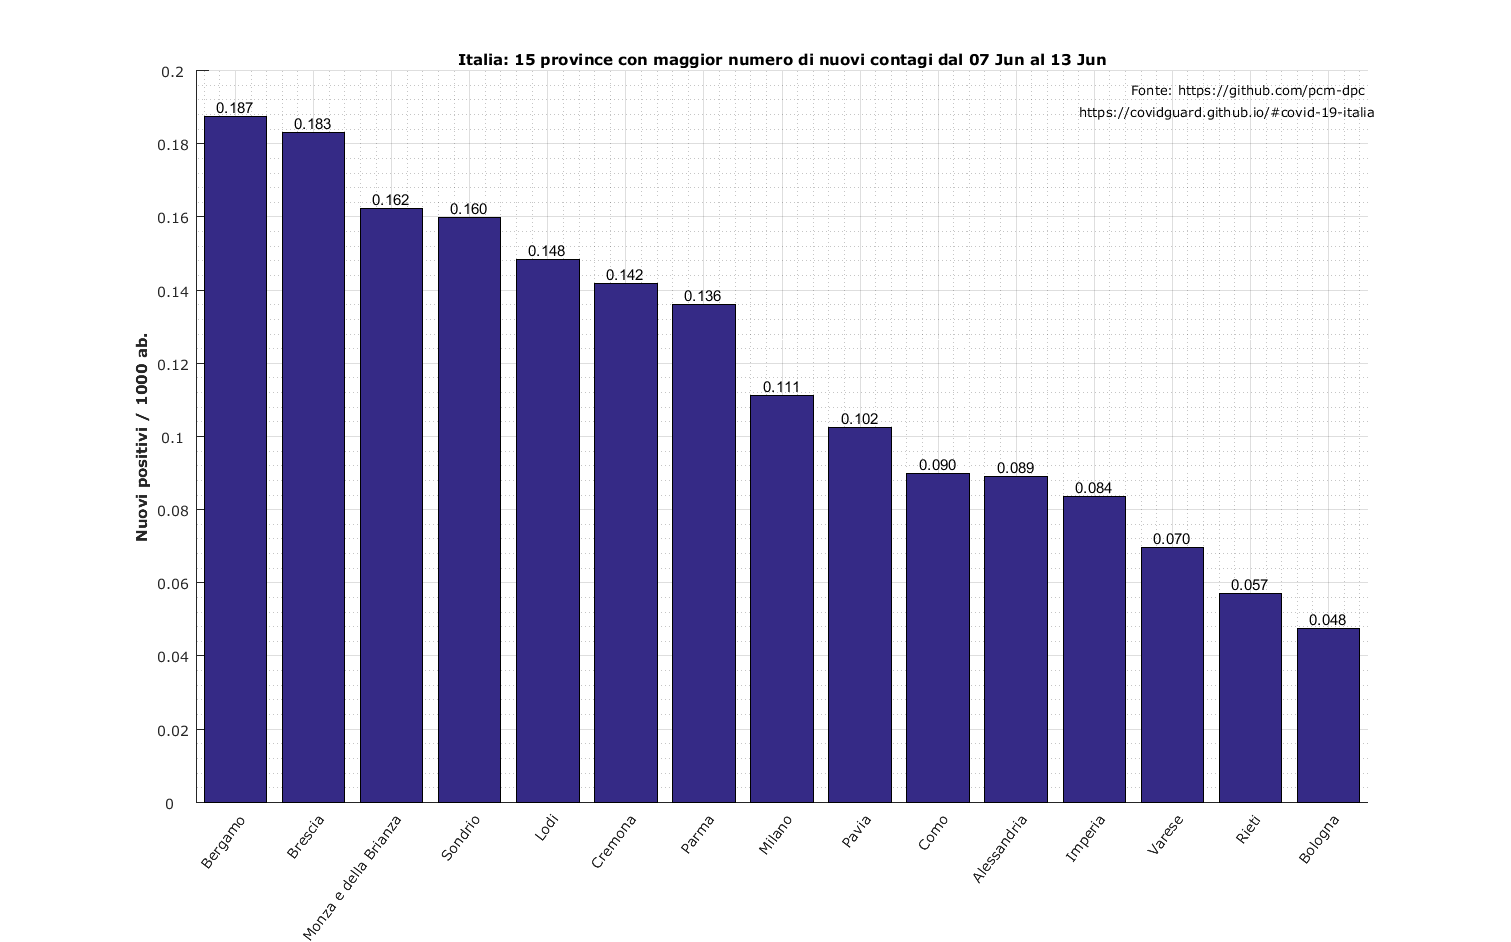 Italia: 15 province con maggior numero di nuovi contagi dal 07 Jun al 13 Jun
Fonte: https://github.com/pcm-dpc
https://covidguard.github.io/#covid-19-italia
Nuovi positivi / 1000 ab.
0.2
0.18
0.16
0.14
0.12
0.1
0.08
0.06
0.04
0.02
0
0.187
0.183
0.162
0.160
0.148
0.142
0.136
0.111
0.102
0.090
0.089
0.084
0.070
0.057
0.048
Bergamo
Brescia
Monza e della Brianza
Sondrio
Lodi
Cremona
Parma
Milano
Pavia
Como
Alessandria
Imperia
Varese
Rieti
Bologna